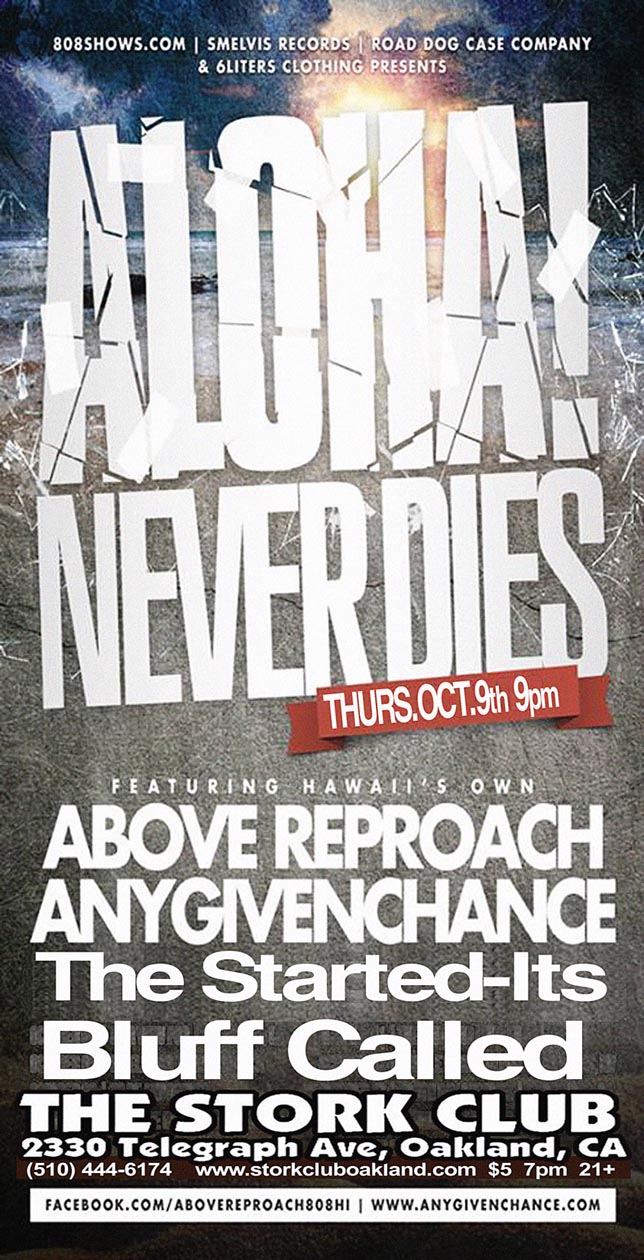 808SHOWS.COM | SMELVIS RECORDS | ROAD DOG CASE COMPANY
& 6LITERS CLOTHING PRESENTS
ALOHA!
NEVER DIES
THURS.OCT.9th 9pm
FEATURING HAWAII'S OWN
ABOVE REPROACH
ANYGIVENCHANCE
The Started-Its
Bluff Called
THE STORK CLUB
2330 Telegraph Ave, Oakland, CA
(510) 444-6174 www.storkcluboakland.com $5 7pm 21+
FACEBOOK.COM/ABOVEREPROACH808HI | WWW.ANYGIVENCHANCE.COM